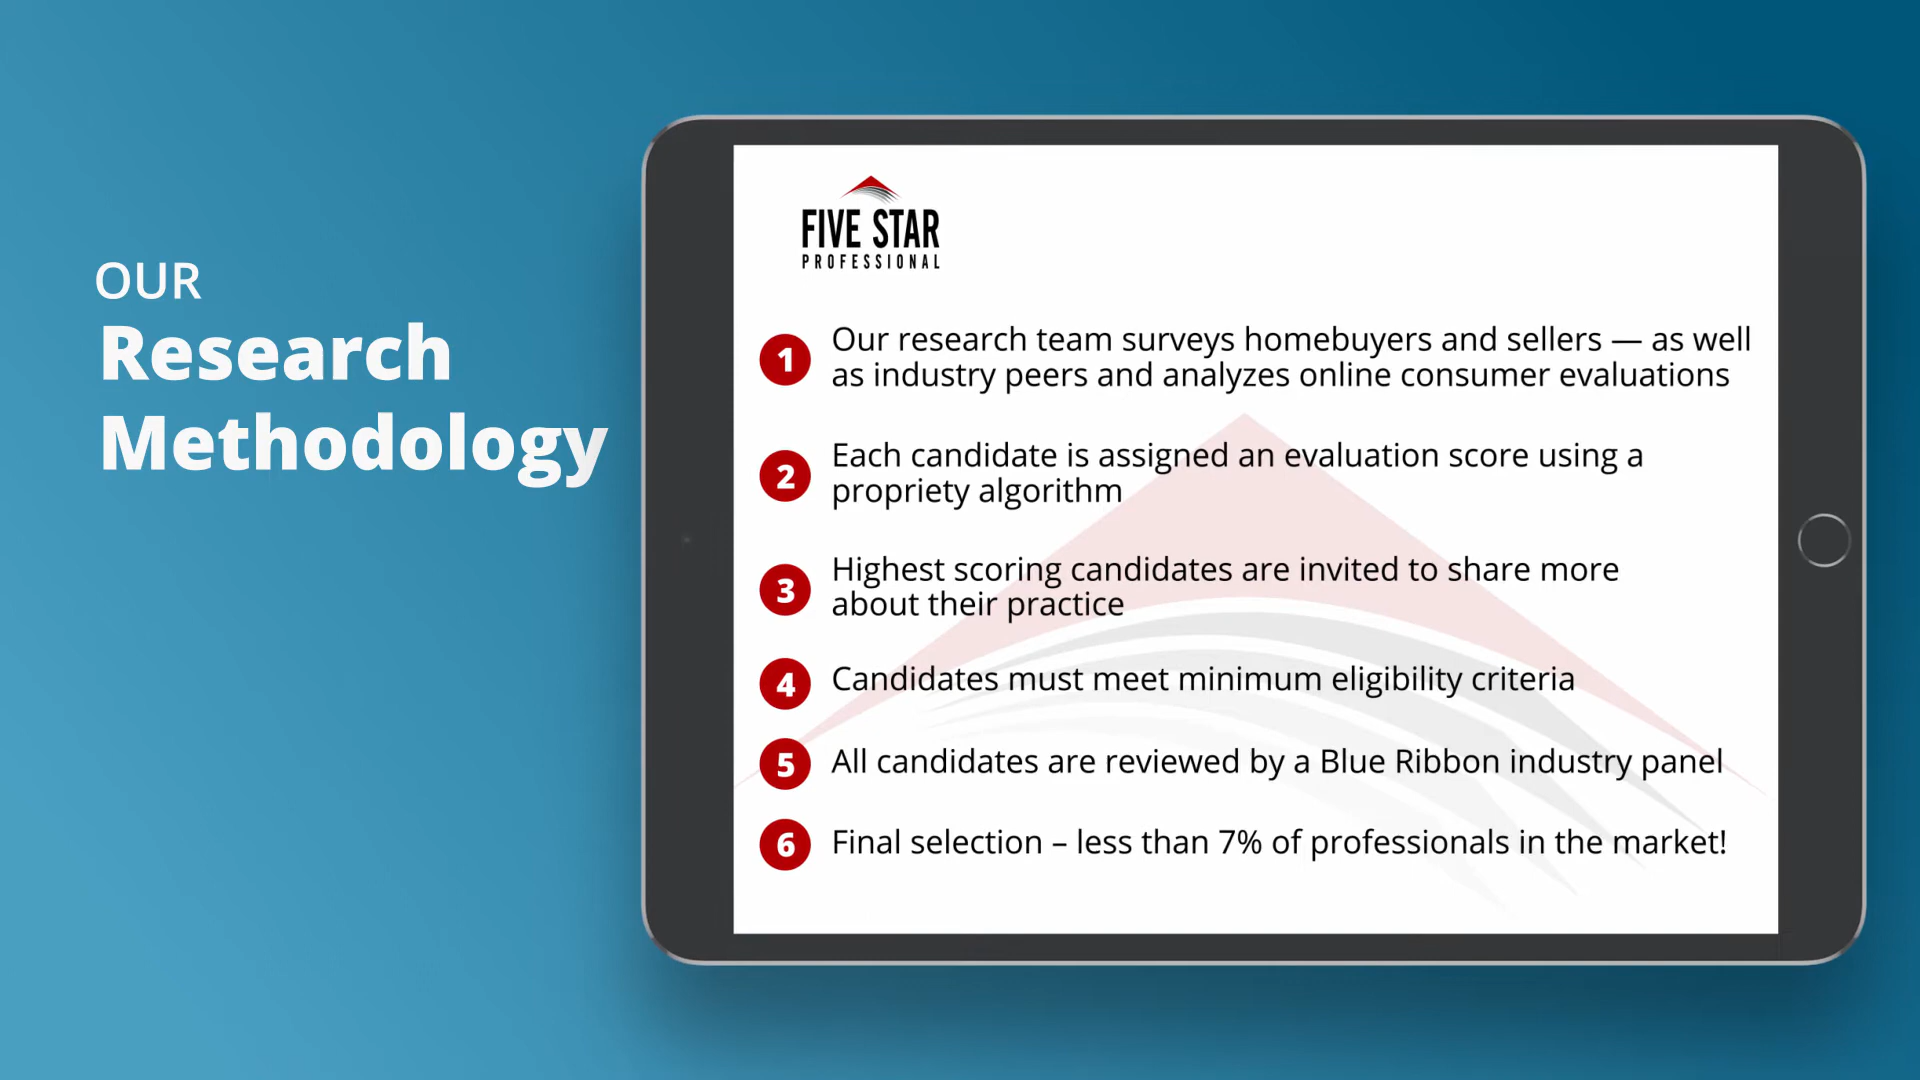 OUR
Research
Methodology
FIVE STAR
PROFESSIONAL
1 Our research team surveys homebuyers and sellers — as well
as industry peers and analyzes online consumer evaluations
2 Each candidate is assigned an evaluation score using a
propriety algorithm
3 Highest scoring candidates are invited to share more
about their practice
4 Candidates must meet minimum eligibility criteria
5 All candidates are reviewed by a Blue Ribbon industry panel
6 Final selection – less than 7% of professionals in the market!